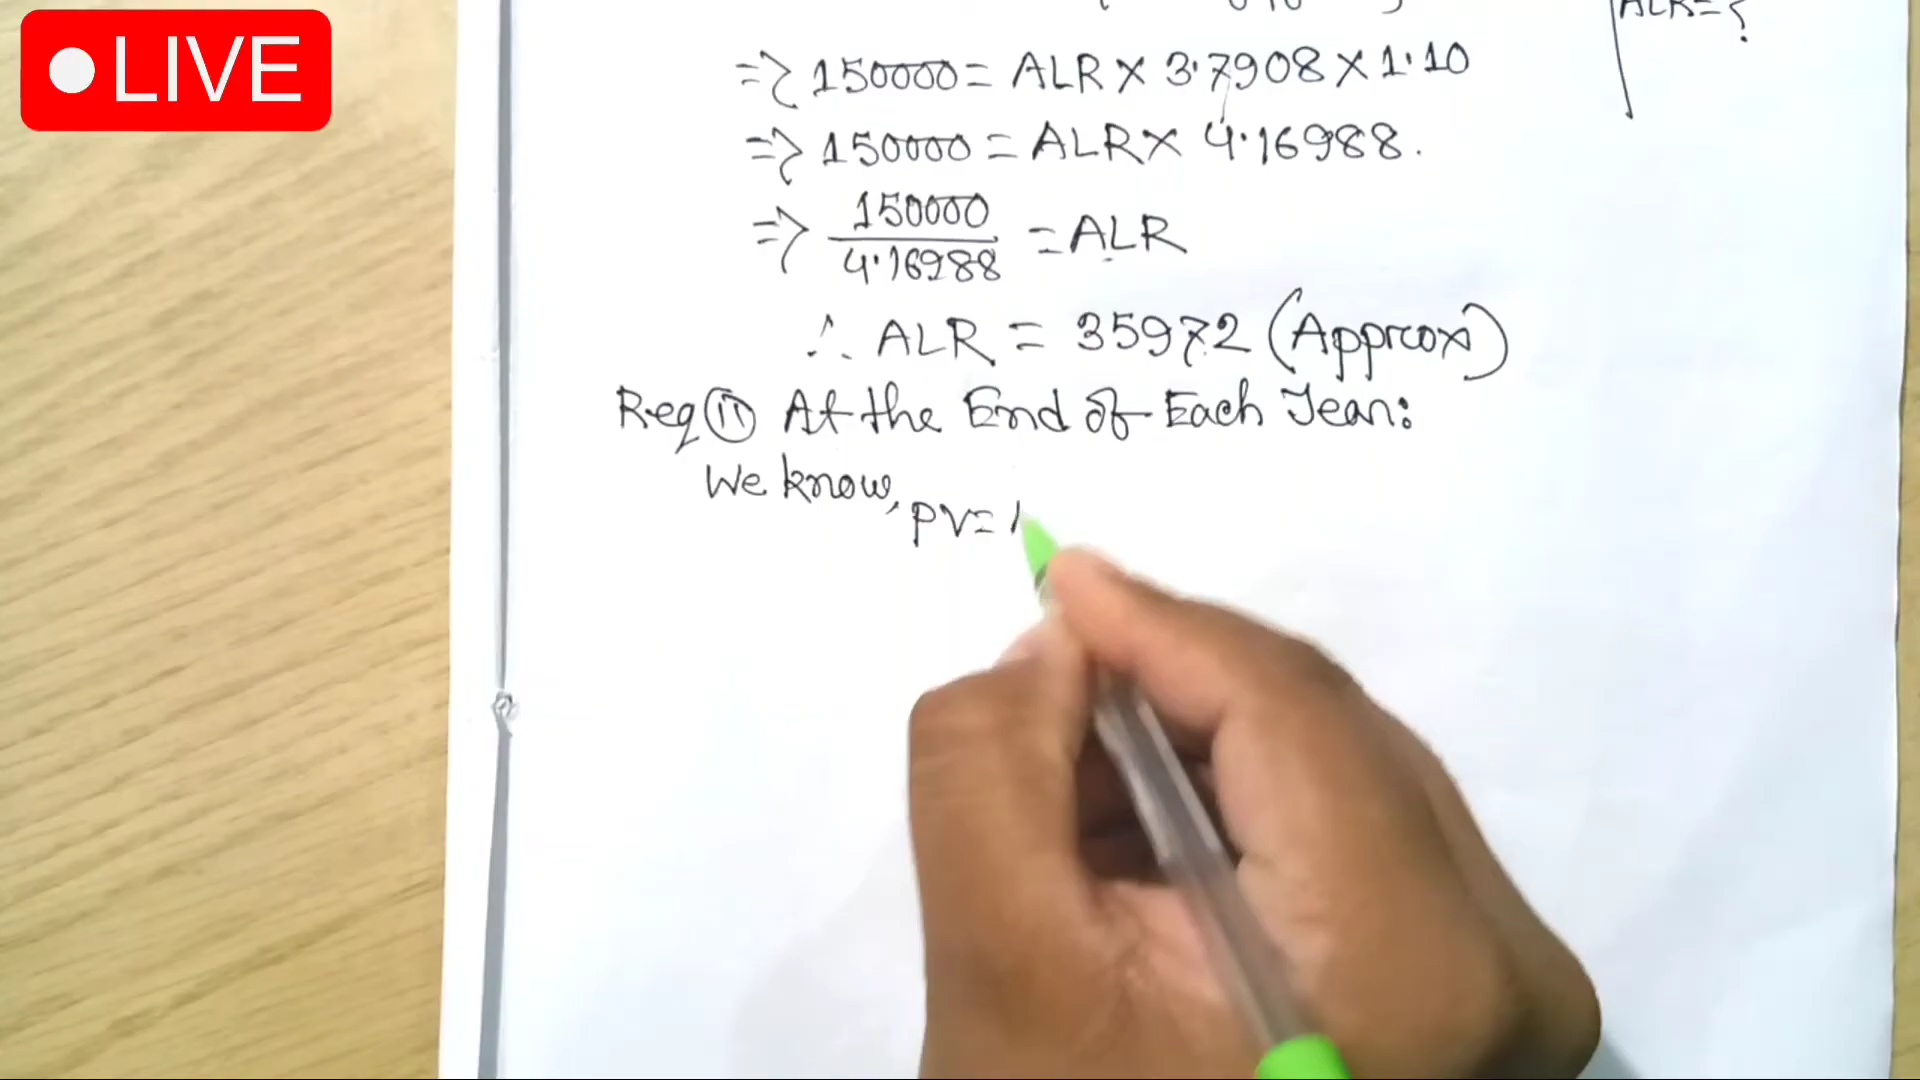 LIVE
ALR=?
=> 150000 = ALR × 3.7908 × 1.10
=> 150000 = ALR × 4.16988.
=> 150000 / 4.16988 = ALR
∴ ALR = 35972 (Approx)
Req (ii) At the End of Each Year:
We know,
PV=